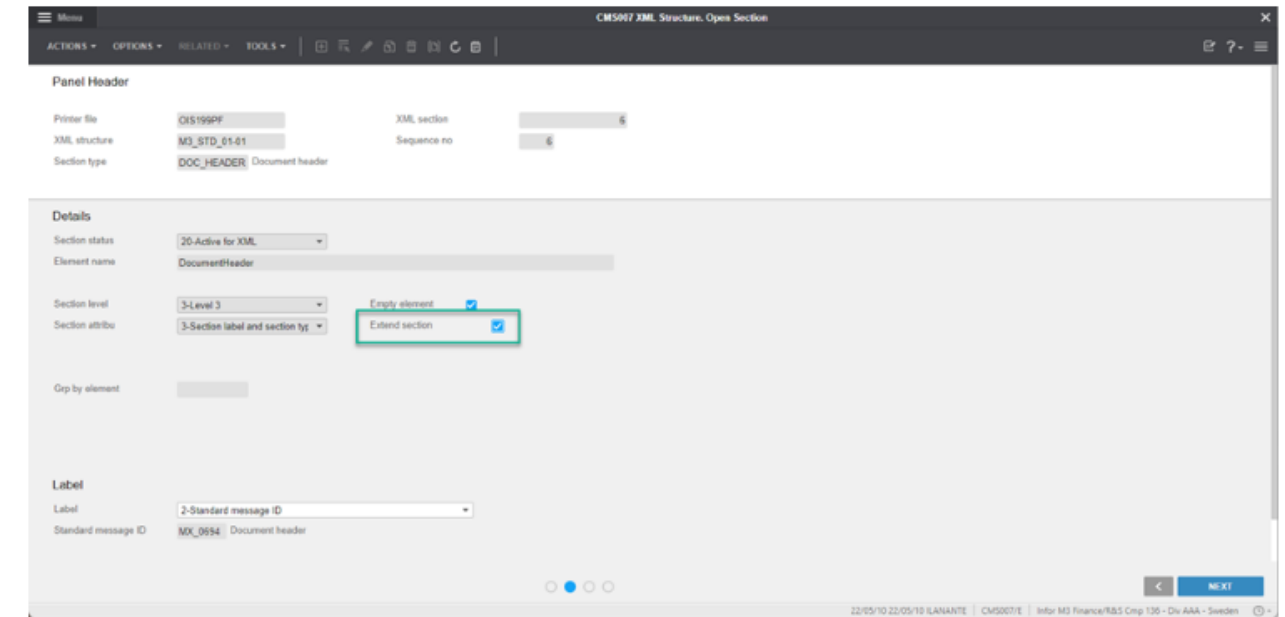 Menu
CMS007 XML Structure. Open Section
ACTIONS OPTIONS RELATED TOOLS
Panel Header
Printer file OIS199PF XML section 6
XML structure M3_STD_01-01 Sequence no 6
Section type DOC_HEADER Document header
Details
Section status 20-Active for XML
Element name DocumentHeader
Section level 3-Level 3 Empty element
Section attribu 3-Section label and section typ Extend section
Grp by element
Label
Label 2-Standard message ID
Standard message ID MX_0694 Document header
NEXT
22/05/10 22/05/10 ILANANTE CMS007/E Infor M3 Finance/R&S Cmp 136 - Div AAA - Sweden